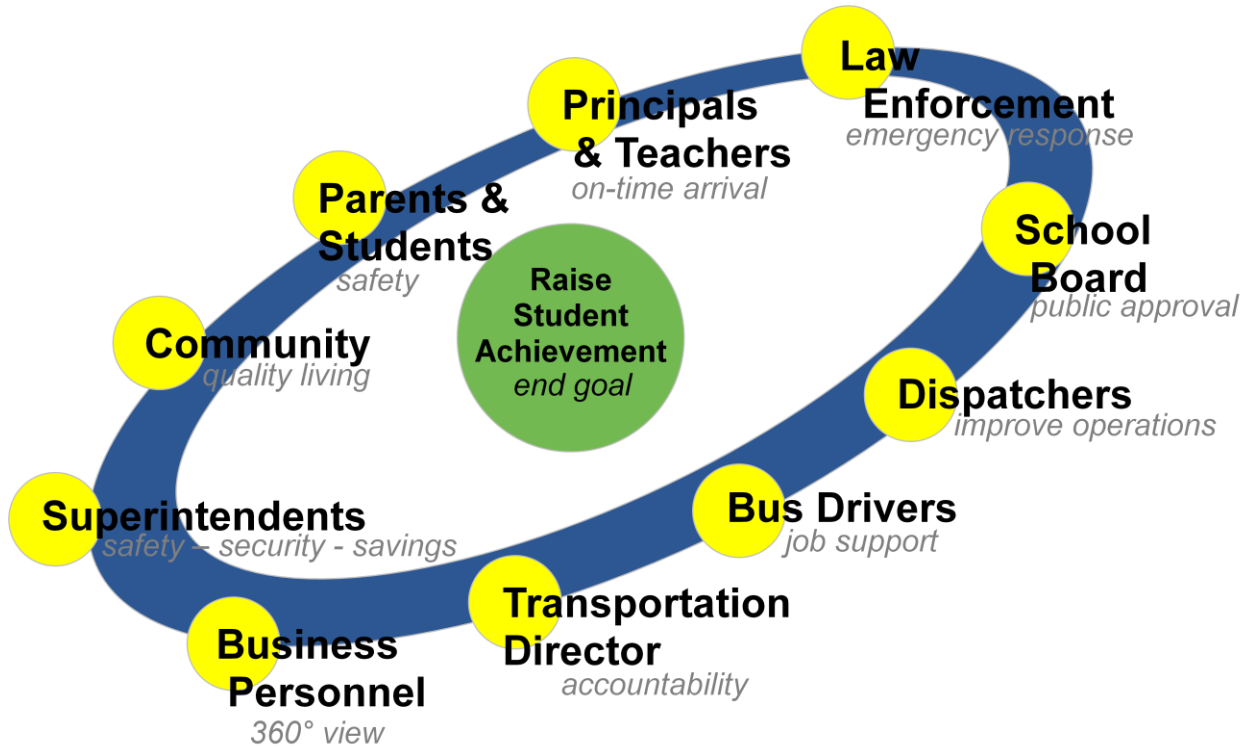 Law
Enforcement
emergency response
Principals
& Teachers
on-time arrival
Parents &
Students
safety
School
Board
public approval
Raise
Student
Achievement
end goal
Community
quality living
Dispatchers
improve operations
Superintendents
safety – security - savings
Bus Drivers
job support
Transportation
Director
accountability
Business
Personnel
360° view